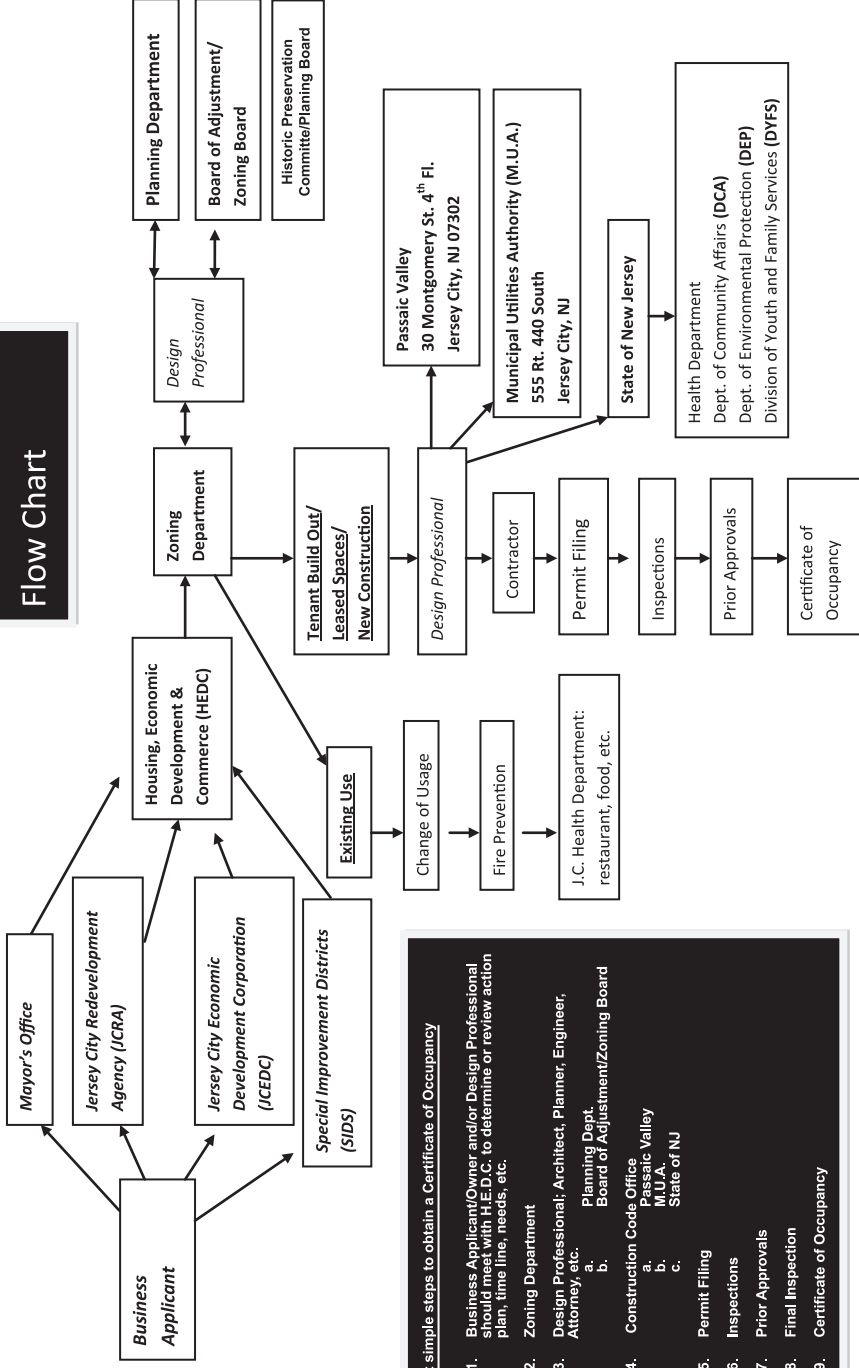 Flow Chart
Business
Applicant
Mayor's Office
Jersey City Redevelopment
Agency (JCRA)
Jersey City Economic
Development Corporation
(JCEDC)
Special Improvement Districts
(SIDS)
Housing, Economic
Development &
Commerce (HEDC)
Zoning
Department
Design
Professional
Planning Department
Board of Adjustment/
Zoning Board
Historic Preservation
Committe/Planing Board
Existing Use
Change of Usage
Fire Prevention
J.C. Health Department:
restaurant, food, etc.
Tenant Build Out/
Leased Spaces/
New Construction
Design Professional
Contractor
Permit Filing
Inspections
Prior Approvals
Certificate of
Occupancy
Passaic Valley
30 Montgomery St. 4th Fl.
Jersey City, NJ 07302
Municipal Utilities Authority (M.U.A.)
555 Rt. 440 South
Jersey City, NJ
State of New Jersey
Health Department
Dept. of Community Affairs (DCA)
Dept. of Environmental Protection (DEP)
Division of Youth and Family Services (DYFS)
simple steps to obtain a Certificate of Occupancy
1. Business Applicant/Owner and/or Design Professional
should meet with H.E.D.C. to determine or review action
plan, time line, needs, etc.
2. Zoning Department
3. Design Professional; Architect, Planner, Engineer,
Attorney, etc.
a. Planning Dept.
b. Board of Adjustment/Zoning Board
4. Construction Code Office
a. Passaic Valley
b. M.U.A.
c. State of NJ
5. Permit Filing
6. Inspections
7. Prior Approvals
8. Final Inspection
9. Certificate of Occupancy